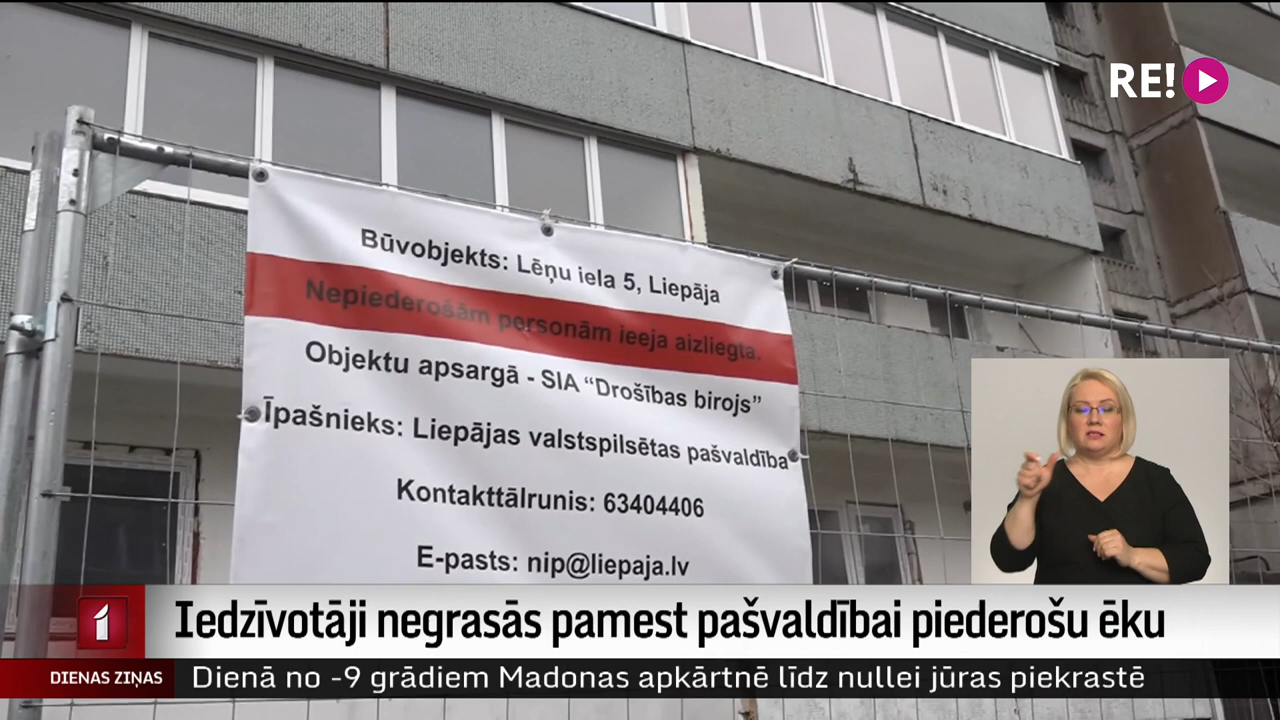 RE!
Būvobjekts: Lēņu iela 5, Liepāja
Nepiederošām personām ieeja aizliegta.
Objektu apsargā - SIA “Drošības birojs”
Īpašnieks: Liepājas valstspilsētas pašvaldība
Kontakttālrunis: 63404406
E-pasts: nip@liepaja.lv
1
Iedzīvotāji negrasās pamest pašvaldībai piederošu ēku
DIENAS ZIŅAS
Dienā no -9 grādiem Madonas apkārtnē līdz nullei jūras piekrastē